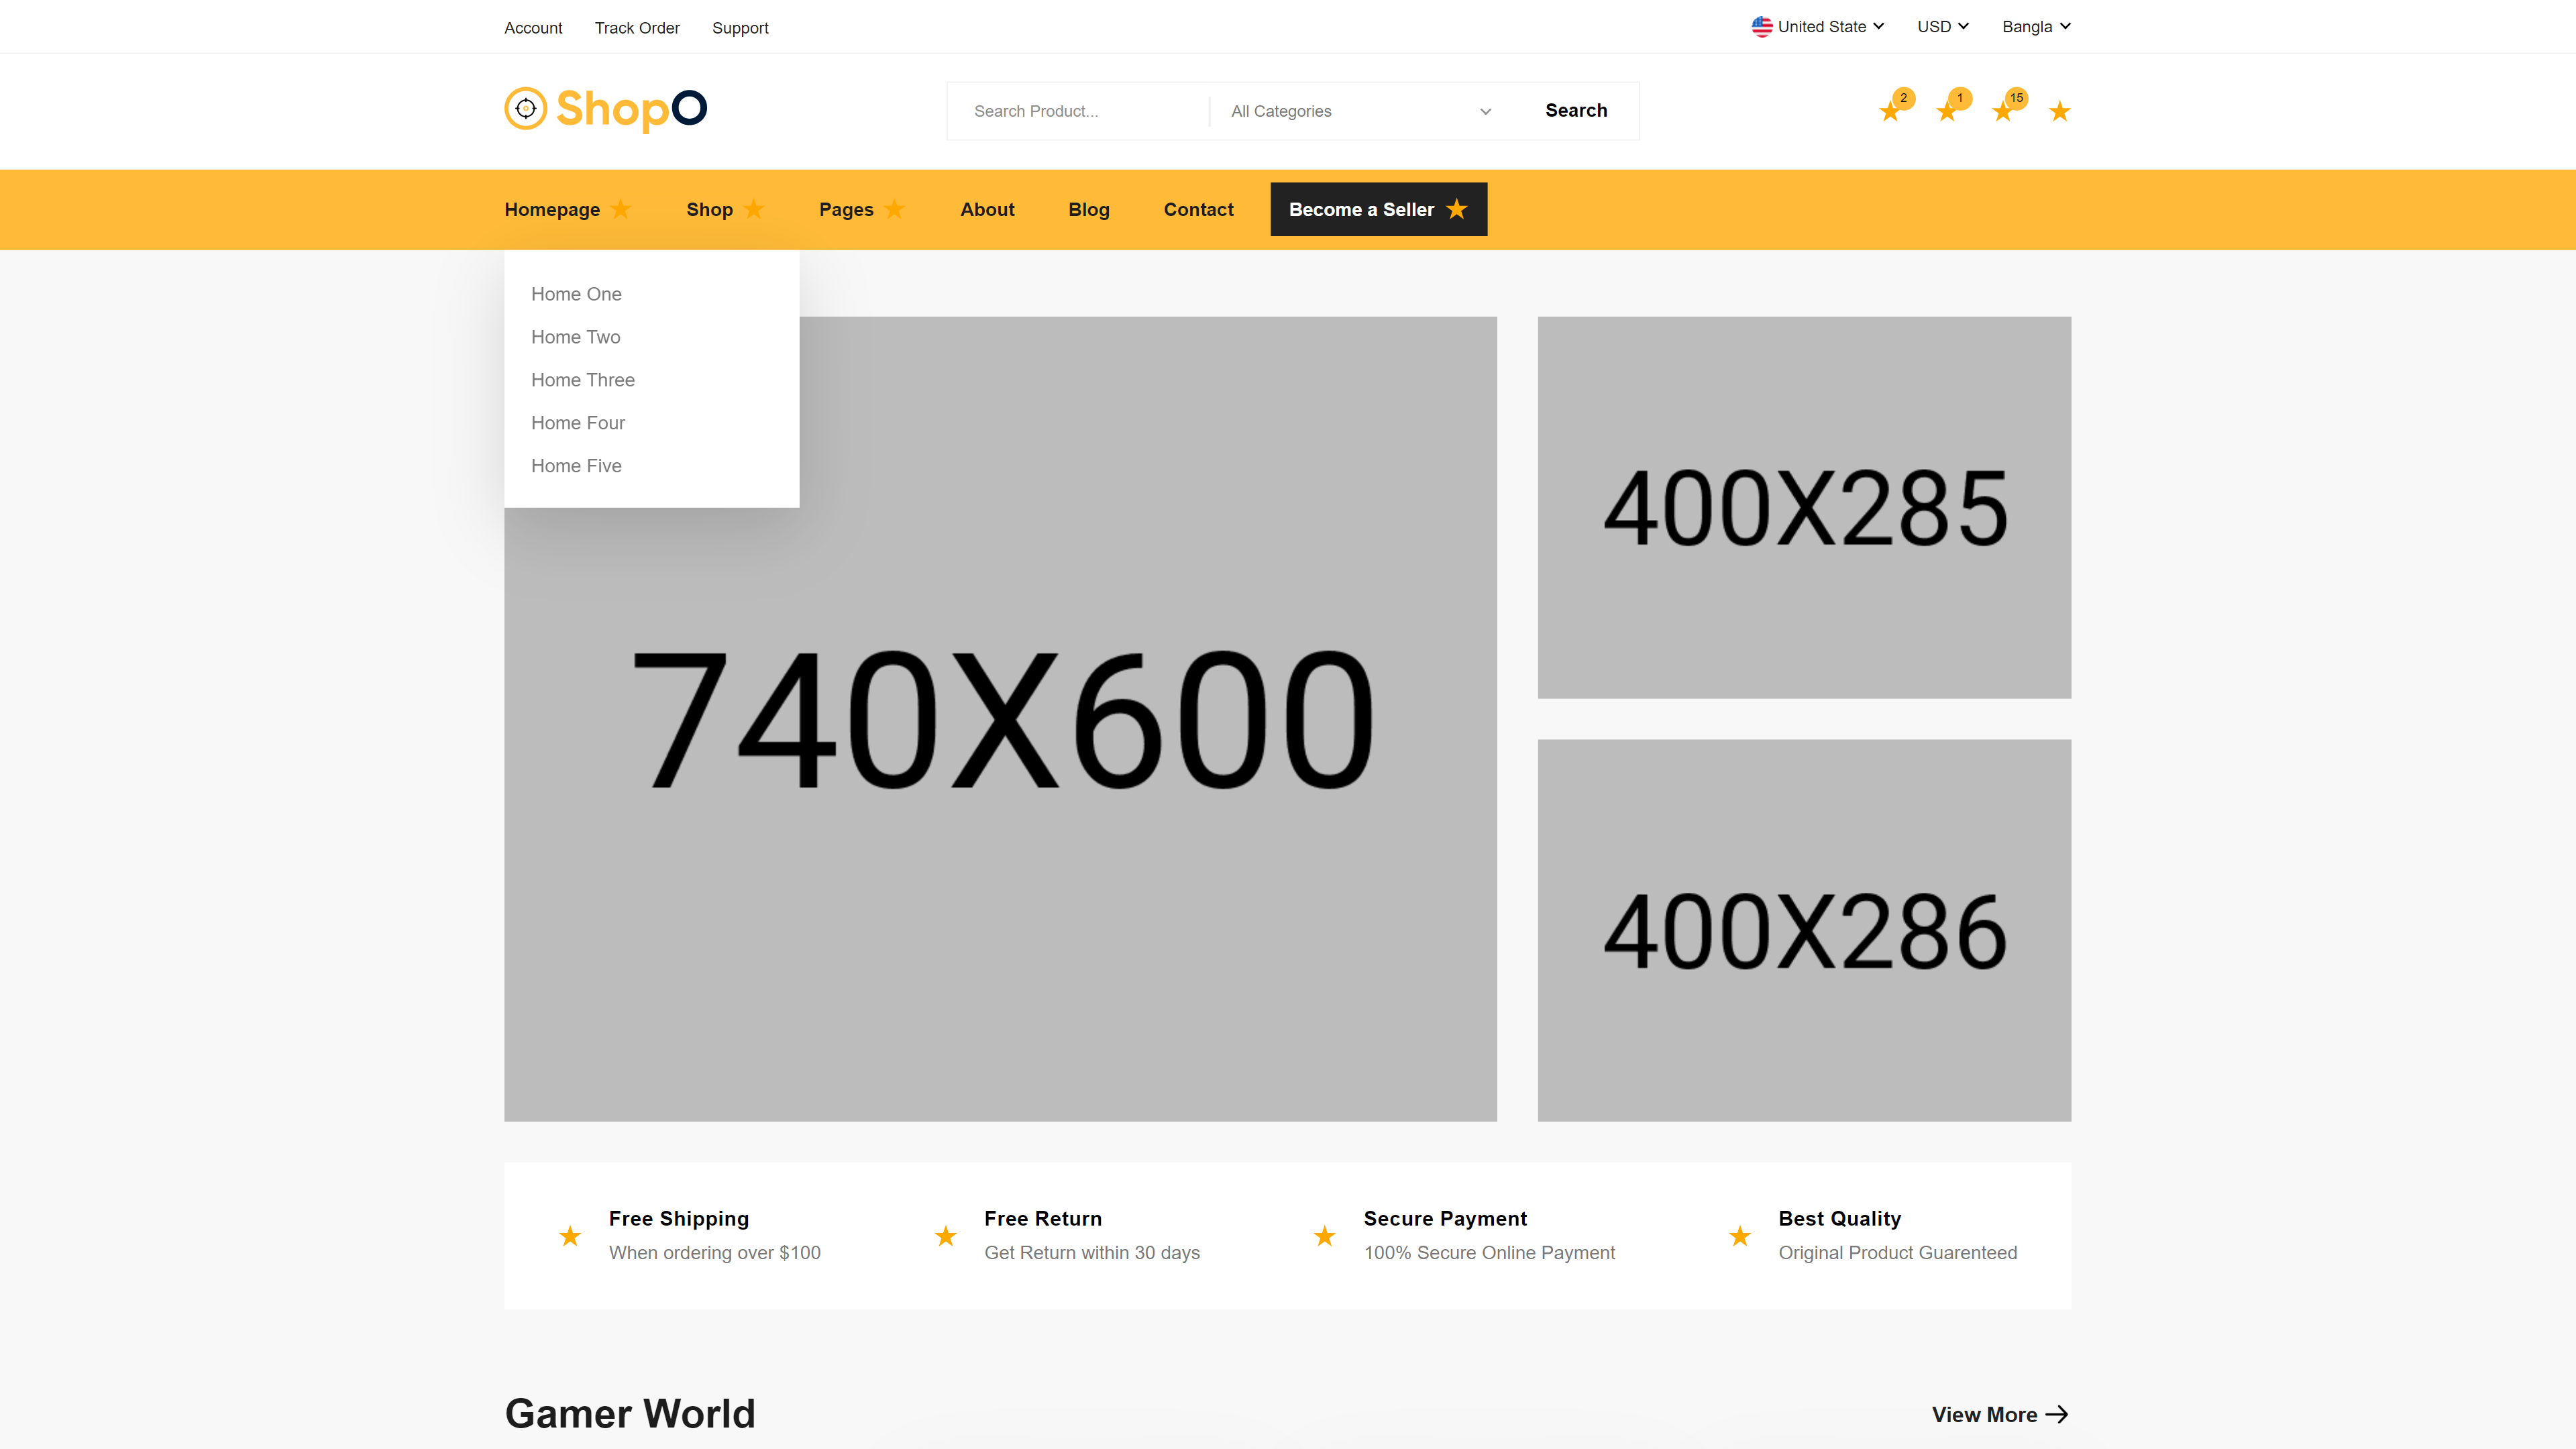 Account Track Order Support United State USD Bangla
ShopO Search Product... All Categories Search 2 1 15
Homepage Shop Pages About Blog Contact Become a Seller
Home One
Home Two
Home Three
Home Four
Home Five
740X600
400X285
400X286
Free Shipping
When ordering over $100
Free Return
Get Return within 30 days
Secure Payment
100% Secure Online Payment
Best Quality
Original Product Guarenteed
Gamer World View More